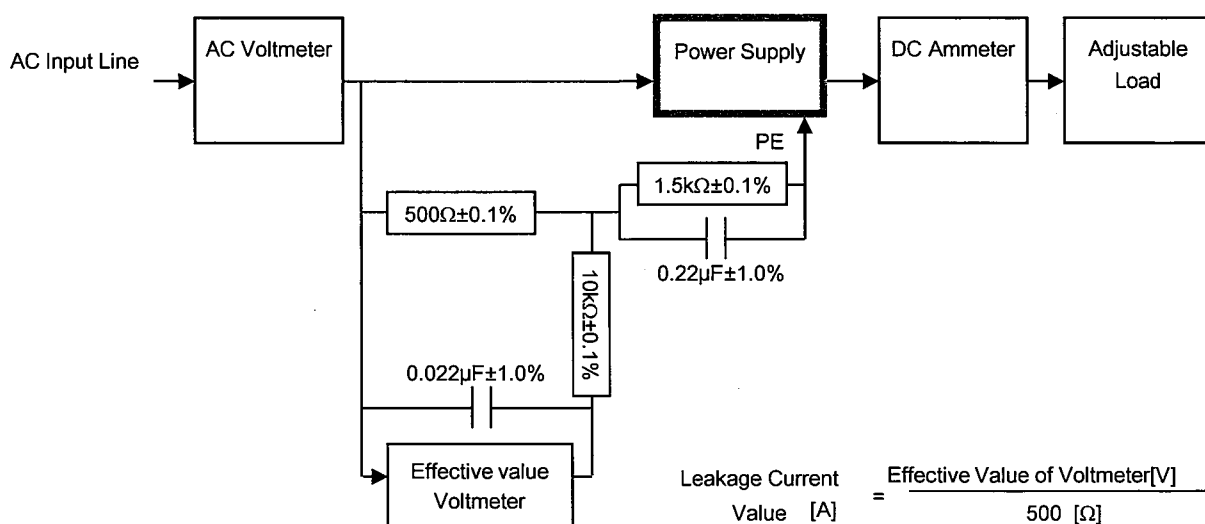 AC Input Line
AC Voltmeter
Power Supply
DC Ammeter
Adjustable
Load
PE
500Ω±0.1%
1.5kΩ±0.1%
0.22μF±1.0%
10kΩ±0.1%
0.022μF±1.0%
Effective value
Voltmeter
Leakage Current
Value [A]
=
Effective Value of Voltmeter[V]
500 [Ω]